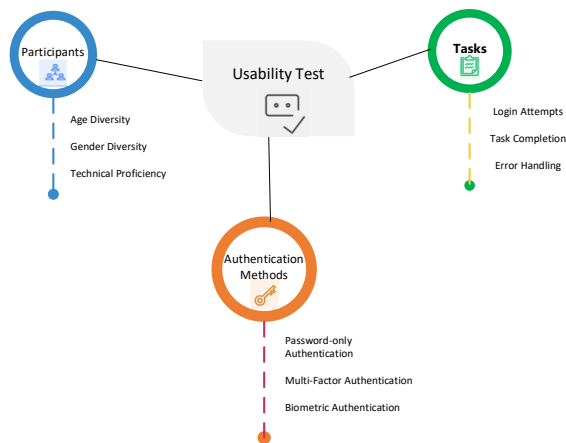 Participants
Age Diversity
Gender Diversity
Technical Proficiency
Usability Test
Tasks
Login Attempts
Task Completion
Error Handling
Authentication
Methods
Password-only
Authentication
Multi-Factor Authentication
Biometric Authentication